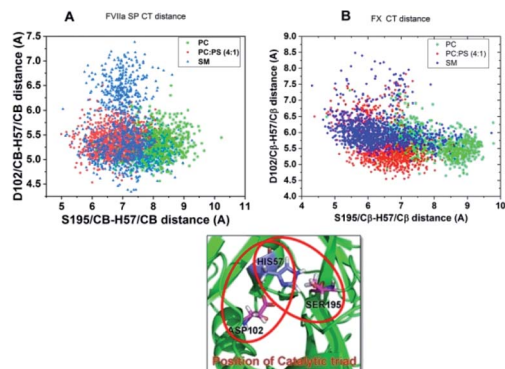 A
FVIIa SP CT distance
D102/CB-H57/CB distance (A)
7.5
7.0
6.5
6.0
5.5
5.0
4.5
PC
PC:PS (4:1)
SM
5 6 7 8 9 10 11
S195/CB-H57/CB distance (A)
B
FX CT distance
D102/Cβ-H57/Cβ distance (A)
9.0
8.5
8.0
7.5
7.0
6.5
6.0
5.5
5.0
4.5
4.0
PC
PC:PS (4:1)
SM
4 5 6 7 8 9 10
S195/Cβ-H57/Cβ distance (A)
HIS57
SER195
ASP102
Position of Catalytic triad